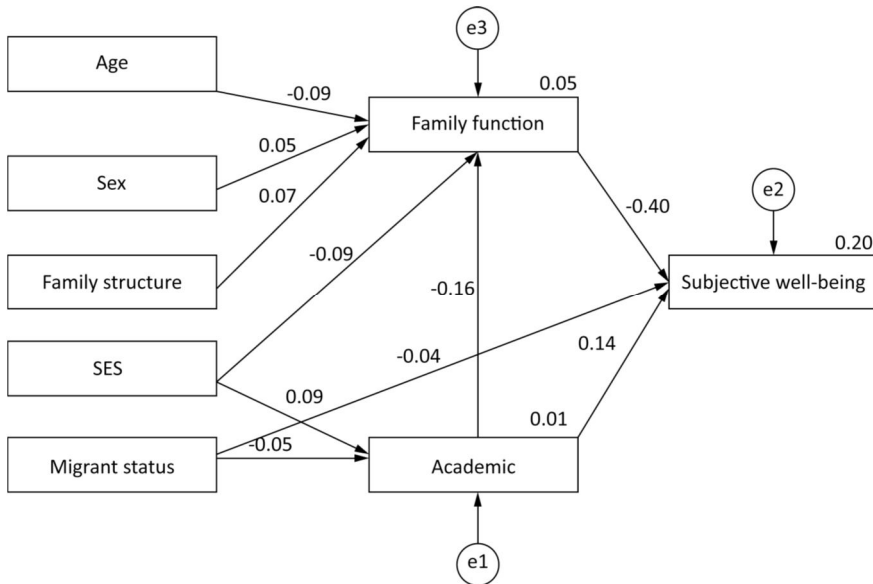 e3
Age
0.05
-0.09
Family function
0.05
Sex
e2
0.07
-0.40
0.20
-0.09
Family structure
Subjective well-being
-0.16
0.14
-0.04
SES
0.09
0.01
-0.05
Migrant status
Academic
e1